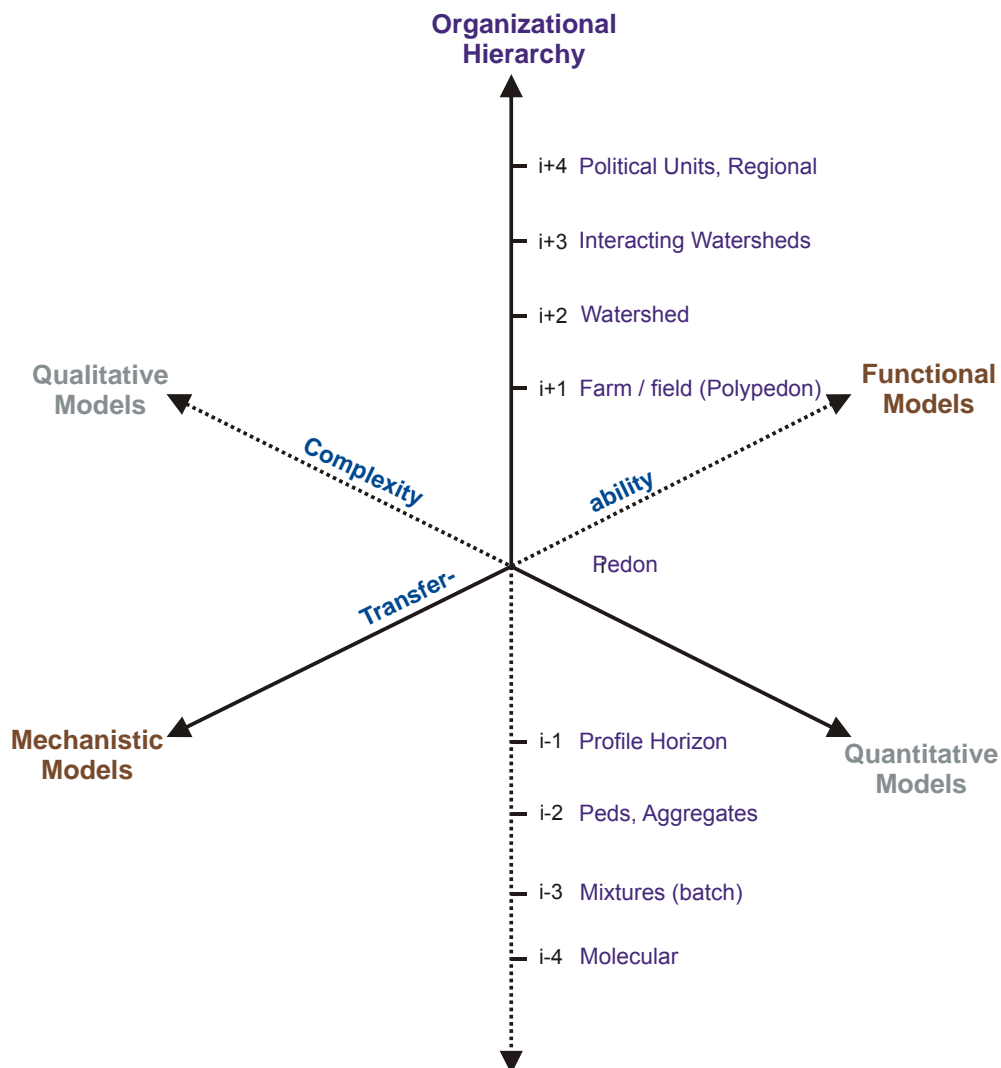 Organizational
Hierarchy
i+4 Political Units, Regional
i+3 Interacting Watersheds
i+2 Watershed
i+1 Farm / field (Polypedon)
Qualitative
Models
Functional
Models
Complexity
ability
i Pedon
Transfer-
Mechanistic
Models
i-1 Profile Horizon
Quantitative
Models
i-2 Peds, Aggregates
i-3 Mixtures (batch)
i-4 Molecular